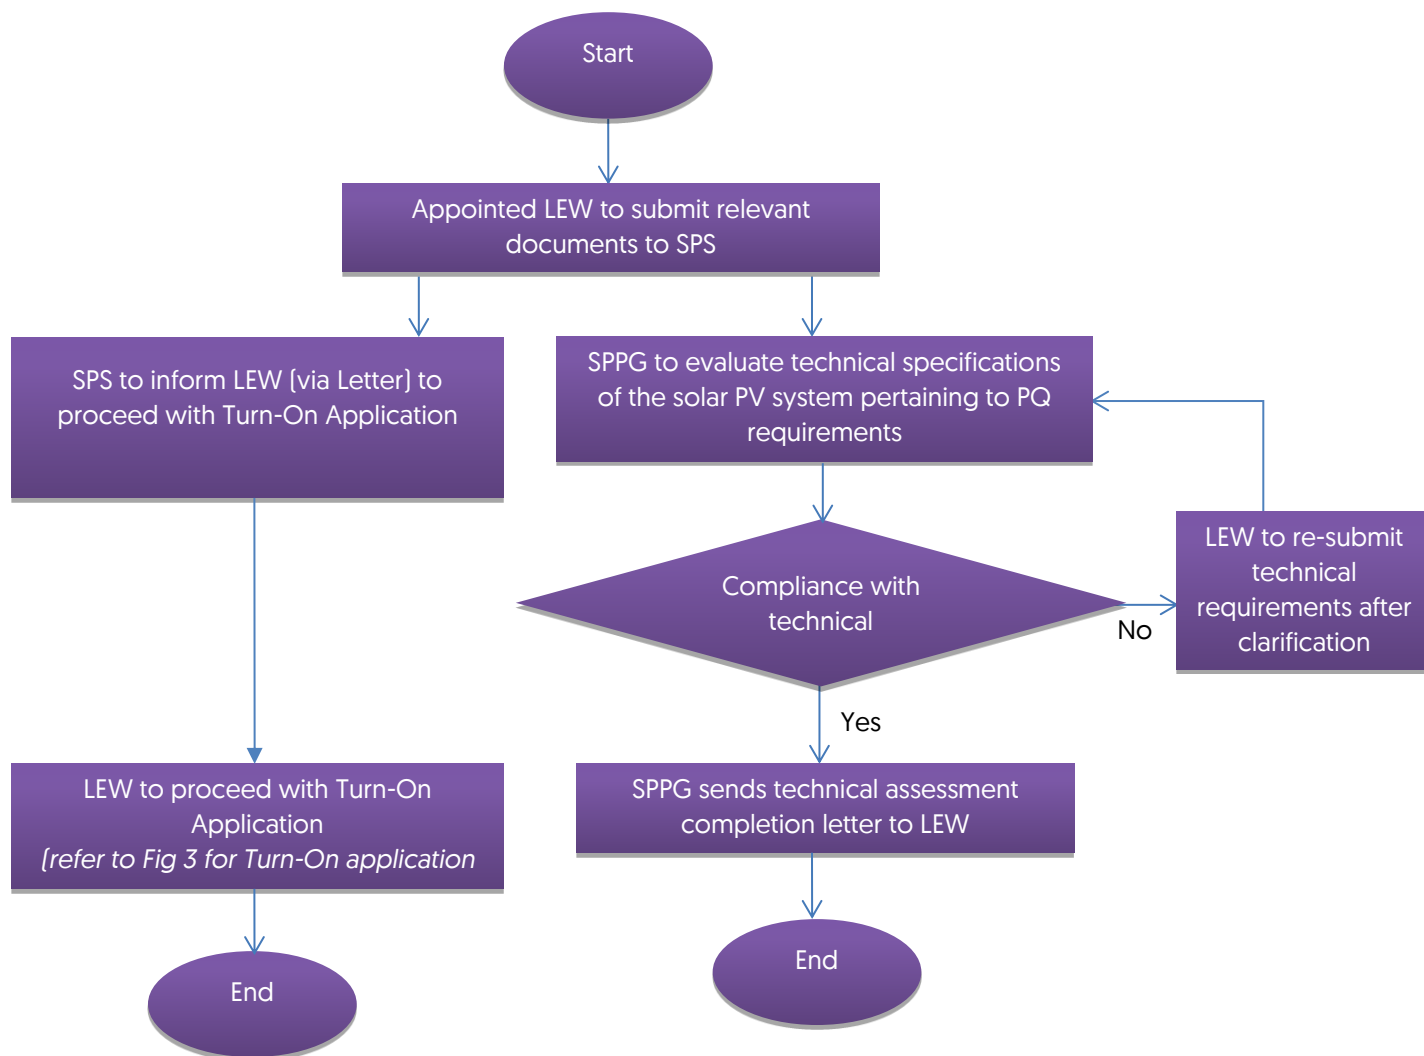 Start
Appointed LEW to submit relevant
documents to SPS
SPS to inform LEW (via Letter) to
proceed with Turn-On Application
SPPG to evaluate technical specifications
of the solar PV system pertaining to PQ
requirements
Compliance with
technical
No
LEW to re-submit
technical
requirements after
clarification
Yes
LEW to proceed with Turn-On
Application
(refer to Fig 3 for Turn-On application
SPPG sends technical assessment
completion letter to LEW
End
End